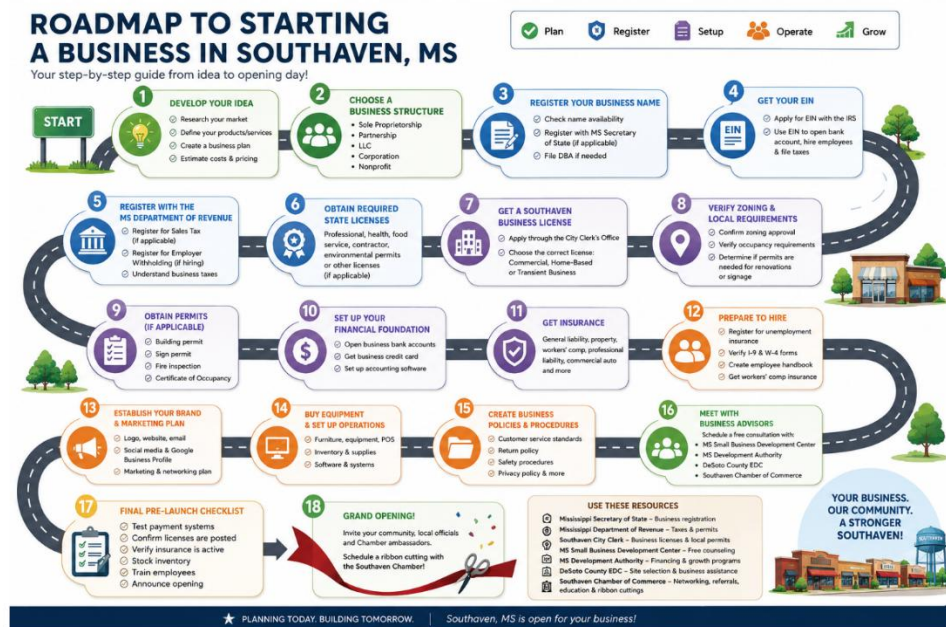 ROADMAP TO STARTING
A BUSINESS IN SOUTHAVEN, MS
Your step-by-step guide from idea to opening day!
Plan
Register
Setup
Operate
Grow
START
1
DEVELOP YOUR IDEA
Research your market
Define your products/services
Create a business plan
Estimate costs & pricing
2
CHOOSE A
BUSINESS STRUCTURE
• Sole Proprietorship
• Partnership
• LLC
• Corporation
• Nonprofit
3
REGISTER YOUR BUSINESS NAME
Check name availability
Register with MS Secretary
of State (if applicable)
File DBA if needed
4
GET YOUR EIN
EIN
Apply for EIN with the IRS
Use EIN to open bank
account, hire employees
& file taxes
5
REGISTER WITH THE
MS DEPARTMENT OF REVENUE
Register for Sales Tax
(if applicable)
Register for Employer
Withholding (if hiring)
Understand business taxes
6
OBTAIN REQUIRED
STATE LICENSES
Professional, health, food
service, contractor,
environmental permits
or other licenses
(if applicable)
7
GET A SOUTHAVEN
BUSINESS LICENSE
Apply through the City Clerk's Office
Choose the correct license:
Commercial, Home-Based
or Transient Business
8
VERIFY ZONING &
LOCAL REQUIREMENTS
Confirm zoning approval
Verify occupancy requirements
Determine if permits are
needed for renovations
or signage
9
OBTAIN PERMITS
(IF APPLICABLE)
Building permit
Sign permit
Fire inspection
Certificate of Occupancy
10
SET UP YOUR
FINANCIAL FOUNDATION
$
Open business bank accounts
Get business credit card
Set up accounting software
11
GET INSURANCE
General liability, property,
workers' comp, professional
liability, commercial auto
and more
12
PREPARE TO HIRE
Register for unemployment
insurance
Verify I-9 & W-4 forms
Create employee handbook
Get workers' comp insurance
13
ESTABLISH YOUR BRAND
& MARKETING PLAN
Logo, website, email
Social media & Google
Business Profile
Marketing & networking plan
14
BUY EQUIPMENT
& SET UP OPERATIONS
Furniture, equipment, POS
Inventory & supplies
Software & systems
15
CREATE BUSINESS
POLICIES & PROCEDURES
Customer service standards
Return policy
Safety procedures
Privacy policy & more
16
MEET WITH
BUSINESS ADVISORS
Schedule a free consultation with:
• MS Small Business Development Center
• MS Development Authority
• DeSoto County EDC
• Southaven Chamber of Commerce
17
FINAL PRE-LAUNCH CHECKLIST
Test payment systems
Confirm licenses are posted
Verify insurance is active
Stock inventory
Train employees
Announce opening
18
GRAND OPENING!
Invite your community, local officials
and Chamber ambassadors.
Schedule a ribbon cutting with
the Southaven Chamber!
USE THESE RESOURCES
Mississippi Secretary of State – Business registration
Mississippi Department of Revenue – Taxes & permits
Southaven City Clerk – Business licenses & local permits
MS Small Business Development Center – Free counseling
MS Development Authority – Financing & growth programs
DeSoto County EDC – Site selection & business assistance
Southaven Chamber of Commerce – Networking, referrals,
education & ribbon cuttings
YOUR BUSINESS.
OUR COMMUNITY.
A STRONGER
SOUTHAVEN!
SOUTHAVEN
PLANNING TODAY. BUILDING TOMORROW. | Southaven, MS is open for your business!